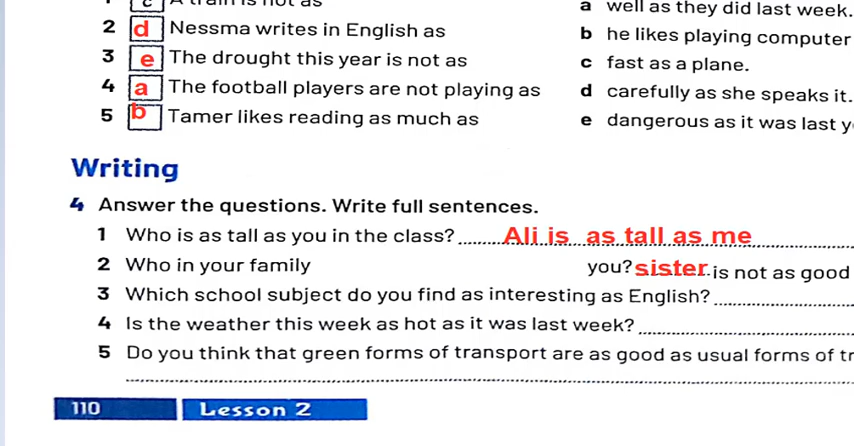 c A train is not as a well as they did last week.
2 d Nessma writes in English as b he likes playing computer
3 e The drought this year is not as c fast as a plane.
4 a The football players are not playing as d carefully as she speaks it.
5 b Tamer likes reading as much as e dangerous as it was last y
Writing
4 Answer the questions. Write full sentences.
1 Who is as tall as you in the class? Ali is as tall as me
2 Who in your family you? sister is not as good
3 Which school subject do you find as interesting as English?
4 Is the weather this week as hot as it was last week?
5 Do you think that green forms of transport are as good as usual forms of tr
110 Lesson 2